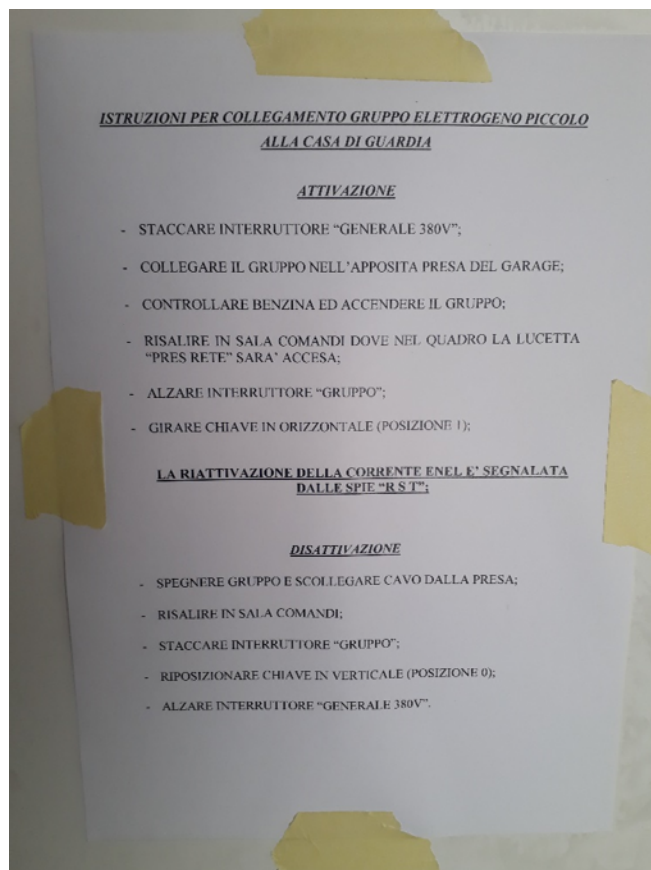 ISTRUZIONI PER COLLEGAMENTO GRUPPO ELETTROGENO PICCOLO
ALLA CASA DI GUARDIA
ATTIVAZIONE
- STACCARE INTERRUTTORE “GENERALE 380V”;
- COLLEGARE IL GRUPPO NELL’APPOSITA PRESA DEL GARAGE;
- CONTROLLARE BENZINA ED ACCENDERE IL GRUPPO;
- RISALIRE IN SALA COMANDI DOVE NEL QUADRO LA LUCETTA
“PRES RETE” SARA’ ACCESA;
- ALZARE INTERRUTTORE “GRUPPO”;
- GIRARE CHIAVE IN ORIZZONTALE (POSIZIONE 1);
LA RIATTIVAZIONE DELLA CORRENTE ENEL E’ SEGNALATA
DALLE SPIE “R S T”;
DISATTIVAZIONE
- SPEGNERE GRUPPO E SCOLLEGARE CAVO DALLA PRESA;
- RISALIRE IN SALA COMANDI;
- STACCARE INTERRUTTORE “GRUPPO”;
- RIPOSIZIONARE CHIAVE IN VERTICALE (POSIZIONE 0);
- ALZARE INTERRUTTORE “GENERALE 380V”.